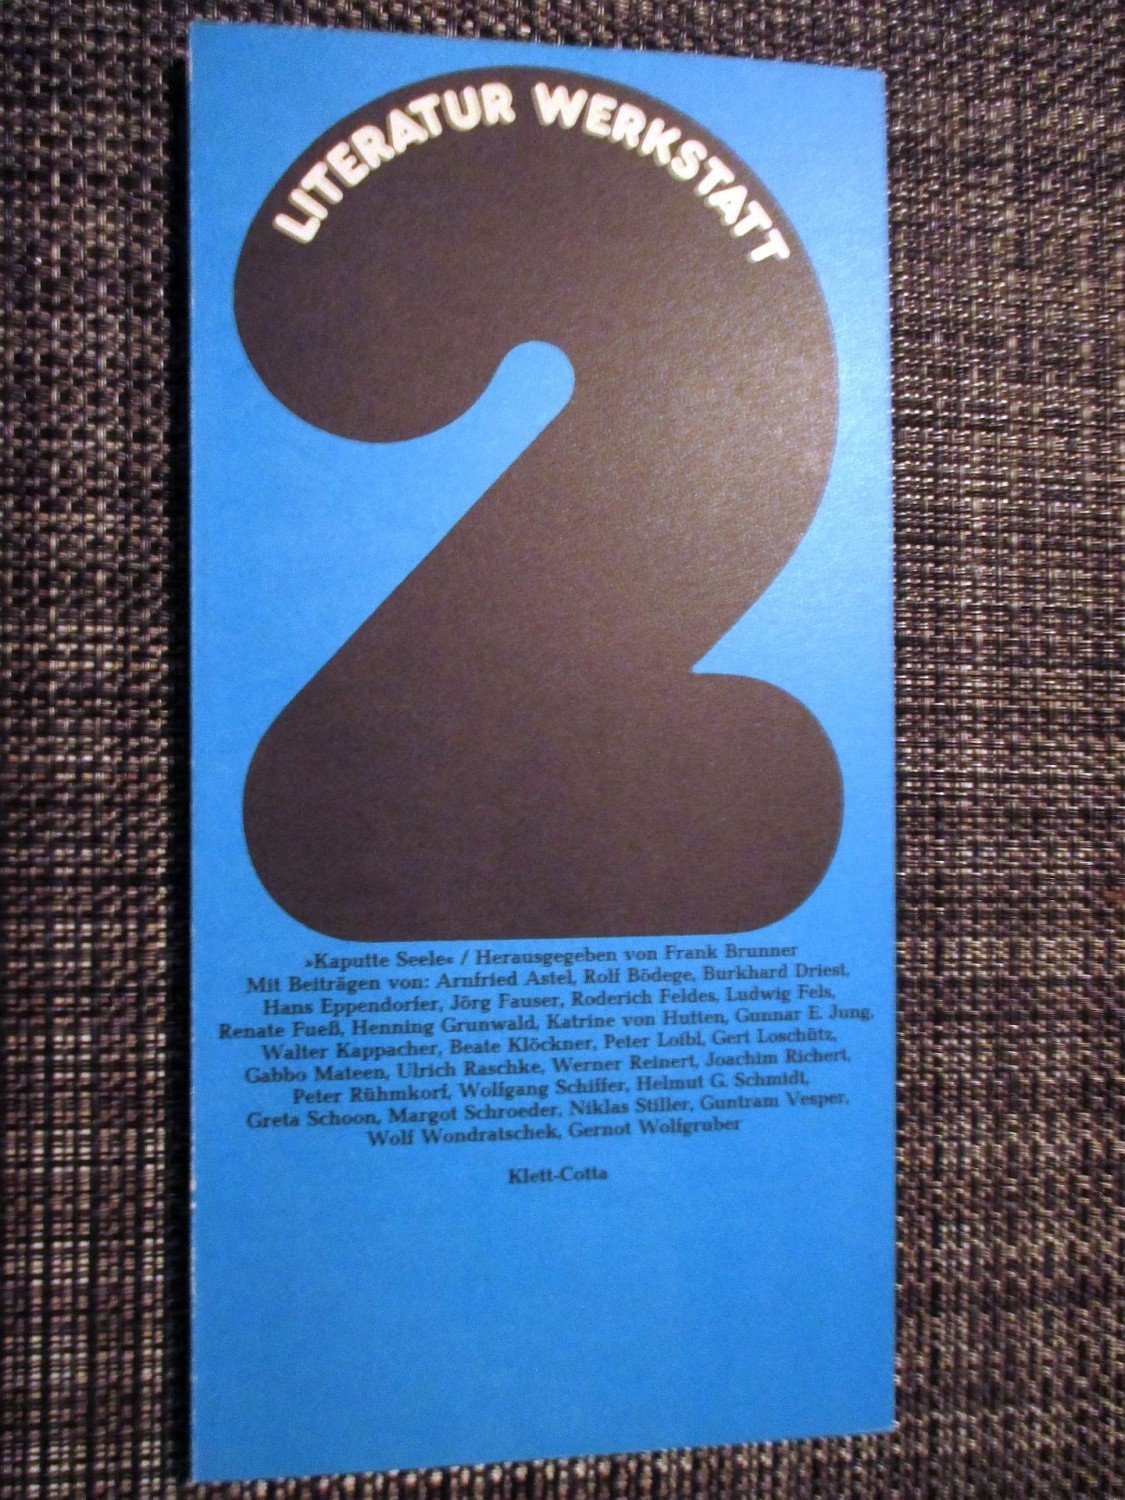 LITERATUR WERKSTATT
2
»Kaputte Seele« / Herausgegeben von Frank Brunner
Mit Beiträgen von: Arnfried Astel, Rolf Bödege, Burkhard Driest,
Hans Eppendorfer, Jörg Fauser, Roderich Feldes, Ludwig Fels,
Renate Fueß, Henning Grunwald, Katrine von Hutten, Gunnar E. Jung,
Walter Kappacher, Beate Klöckner, Peter Loibl, Gert Loschütz,
Gabbo Mateen, Ulrich Raschke, Werner Reinert, Joachim Richert,
Peter Rühmkorf, Wolfgang Schiffer, Helmut G. Schmidt,
Greta Schoon, Margot Schroeder, Niklas Stiller, Guntram Vesper,
Wolf Wondratschek, Gernot Wolfgruber
Klett-Cotta